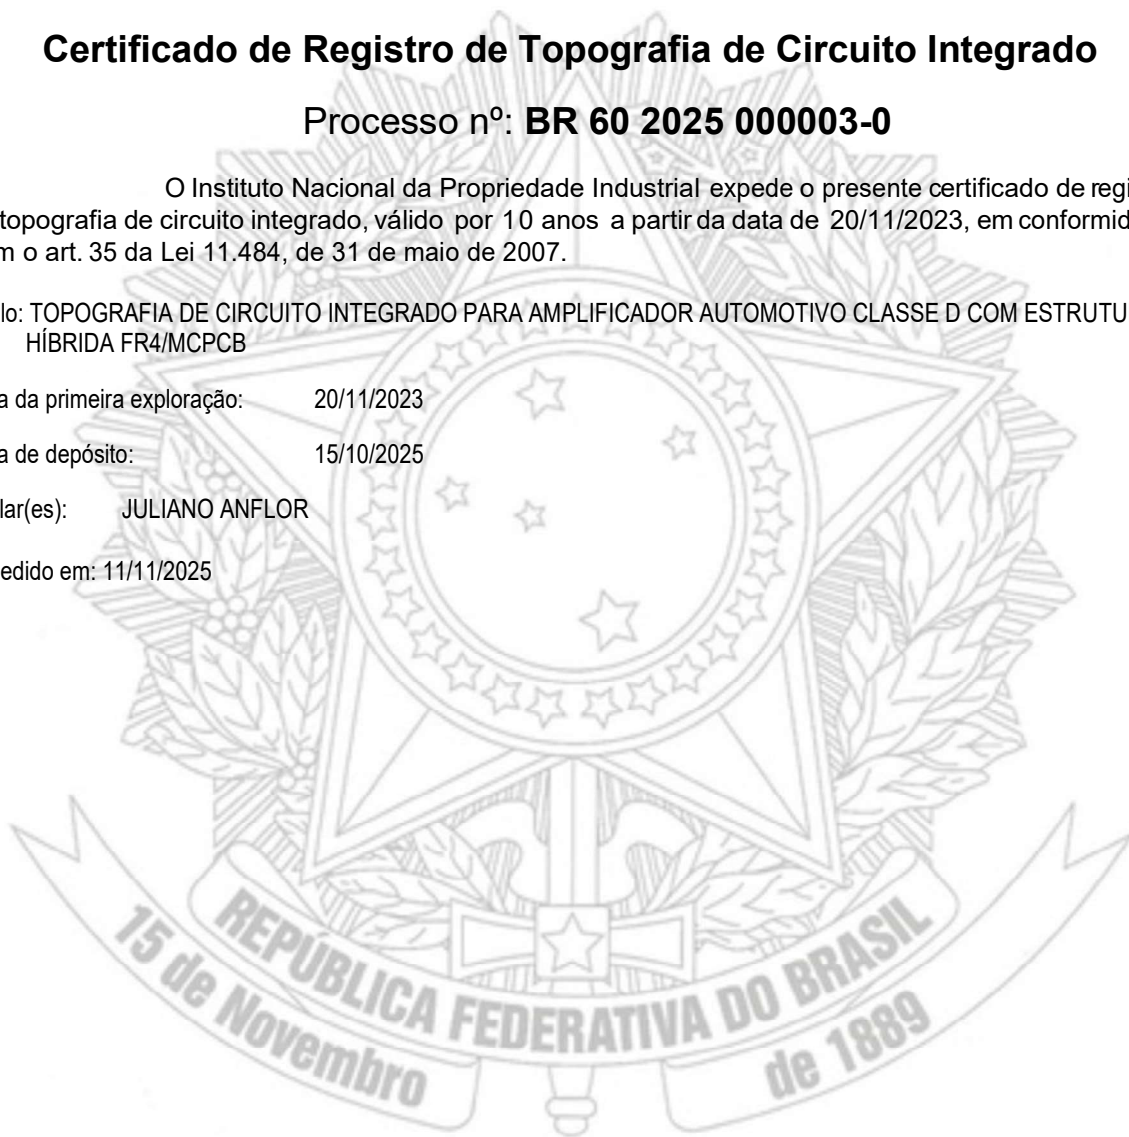 Certificado de Registro de Topografia de Circuito Integrado
Processo nº: BR 60 2025 000003-0
O Instituto Nacional da Propriedade Industrial expede o presente certificado de regi
topografia de circuito integrado, válido por 10 anos a partir da data de 20/11/2023, em conformid
m o art. 35 da Lei 11.484, de 31 de maio de 2007.
lo: TOPOGRAFIA DE CIRCUITO INTEGRADO PARA AMPLIFICADOR AUTOMOTIVO CLASSE D COM ESTRUTU
HÍBRIDA FR4/MCPCB
a da primeira exploração: 20/11/2023
a de depósito: 15/10/2025
lar(es): JULIANO ANFLOR
edido em: 11/11/2025
REPÚBLICA FEDERATIVA DO BRASIL
15 de Novembro de 1889